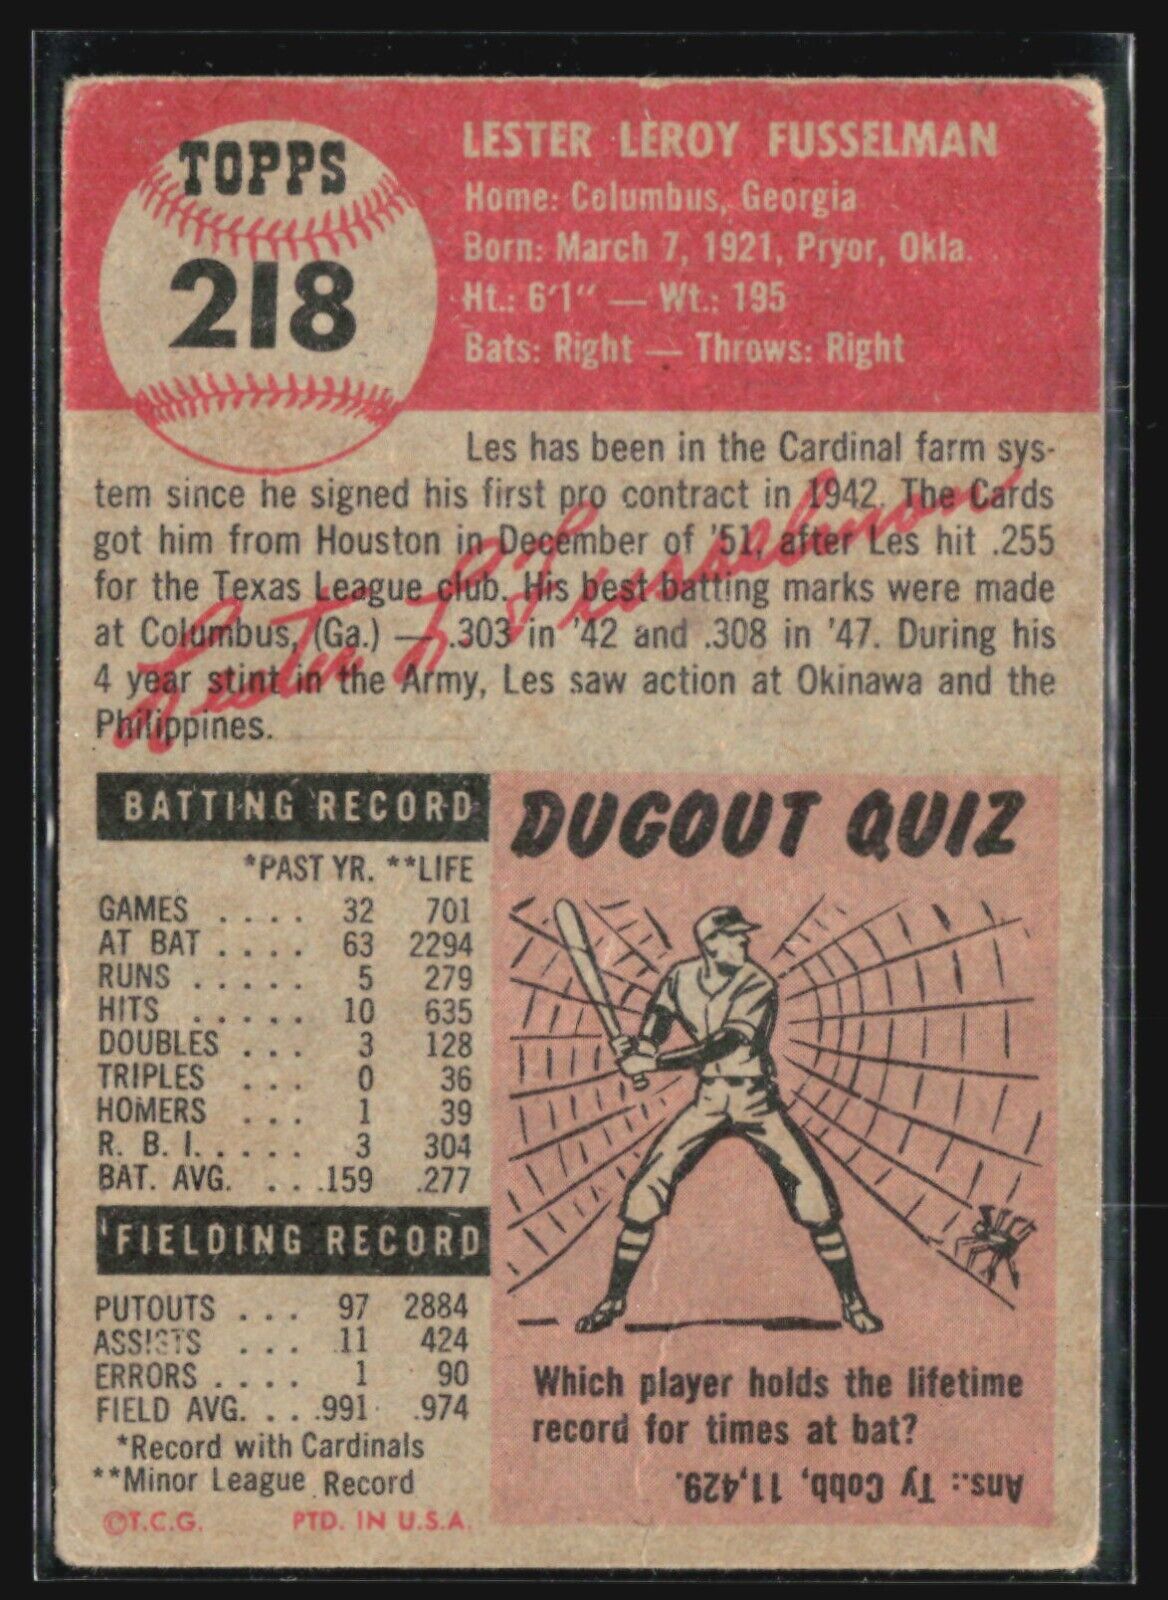 TOPPS
218
LESTER LEROY FUSSELMAN
Home: Columbus, Georgia
Born: March 7, 1921, Pryor, Okla.
Ht.: 6'1" — Wt.: 195
Bats: Right — Throws: Right
Les has been in the Cardinal farm sys-
tem since he signed his first pro contract in 1942. The Cards
got him from Houston in December of '51, after Les hit .255
for the Texas League club. His best batting marks were made
at Columbus, (Ga.) — .303 in '42 and .308 in '47. During his
4 year stint in the Army, Les saw action at Okinawa and the
Philippines.
Lester L Fusselman
BATTING RECORD
*PAST YR. **LIFE
GAMES .... 32 701
AT BAT .... 63 2294
RUNS ..... 5 279
HITS ..... 10 635
DOUBLES ... 3 128
TRIPLES ... 0 36
HOMERS ... 1 39
R. B. I. .... 3 304
BAT. AVG. ... .159 .277
FIELDING RECORD
PUTOUTS ... 97 2884
ASSISTS ... 11 424
ERRORS .... 1 90
FIELD AVG. ... .991 .974
*Record with Cardinals
**Minor League Record
©T.C.G. PTD. IN U.S.A.
DUGOUT QUIZ
Which player holds the lifetime
record for times at bat?
Ans.: Ty Cobb, 11,429.